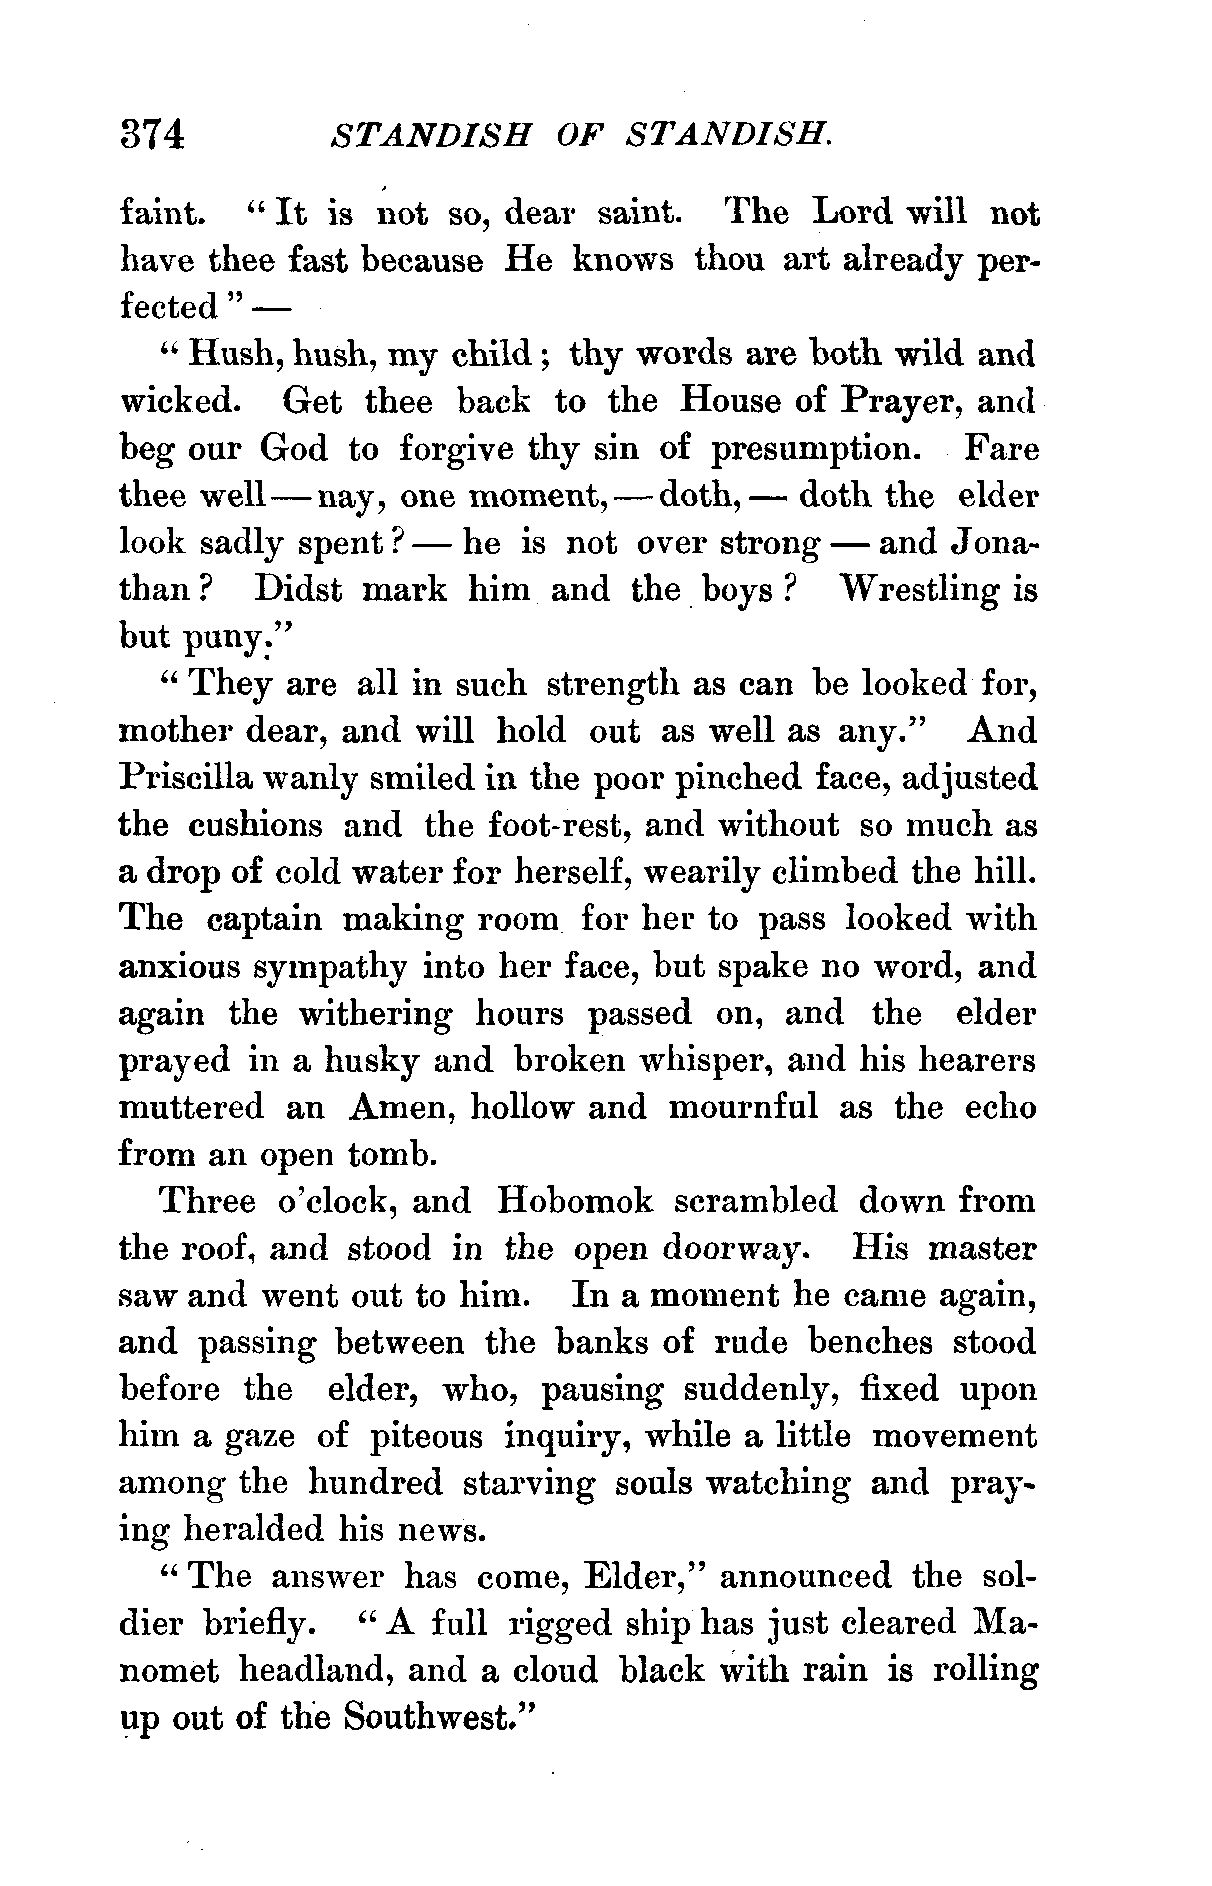 374 STANDISH OF STANDISH.
faint. “It is not so, dear saint. The Lord will not
have thee fast because He knows thou art already per-
fected” —
“Hush, hush, my child; thy words are both wild and
wicked. Get thee back to the House of Prayer, and
beg our God to forgive thy sin of presumption. Fare
thee well — nay, one moment, — doth, — doth the elder
look sadly spent? — he is not over strong — and Jona-
than? Didst mark him and the boys? Wrestling is
but puny.”
“They are all in such strength as can be looked for,
mother dear, and will hold out as well as any.” And
Priscilla wanly smiled in the poor pinched face, adjusted
the cushions and the foot-rest, and without so much as
a drop of cold water for herself, wearily climbed the hill.
The captain making room for her to pass looked with
anxious sympathy into her face, but spake no word, and
again the withering hours passed on, and the elder
prayed in a husky and broken whisper, and his hearers
muttered an Amen, hollow and mournful as the echo
from an open tomb.
Three o’clock, and Hobomok scrambled down from
the roof, and stood in the open doorway. His master
saw and went out to him. In a moment he came again,
and passing between the banks of rude benches stood
before the elder, who, pausing suddenly, fixed upon
him a gaze of piteous inquiry, while a little movement
among the hundred starving souls watching and pray-
ing heralded his news.
“The answer has come, Elder,” announced the sol-
dier briefly. “A full rigged ship has just cleared Ma-
nomet headland, and a cloud black with rain is rolling
up out of the Southwest.”